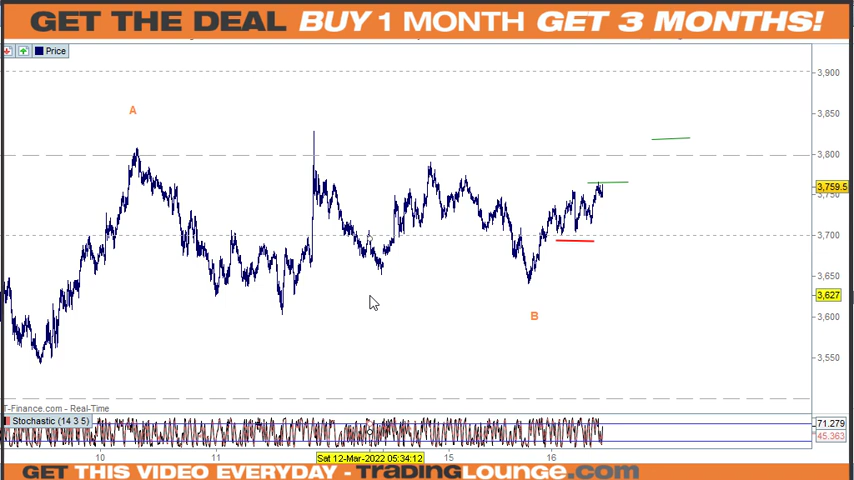 GET THE DEAL BUY 1 MONTH GET 3 MONTHS!
Price
A
3,900
3,850
3,800
3,759.5
3,750
3,700
3,650
3,627
3,600
3,550
B
T-Finance.com - Real-Time
Stochastic (14 3 5)
71.279
45.363
10
11
Sat 12-Mar-2022 05:34:12
15
16
GET THIS VIDEO EVERYDAY - TradingLounge.com